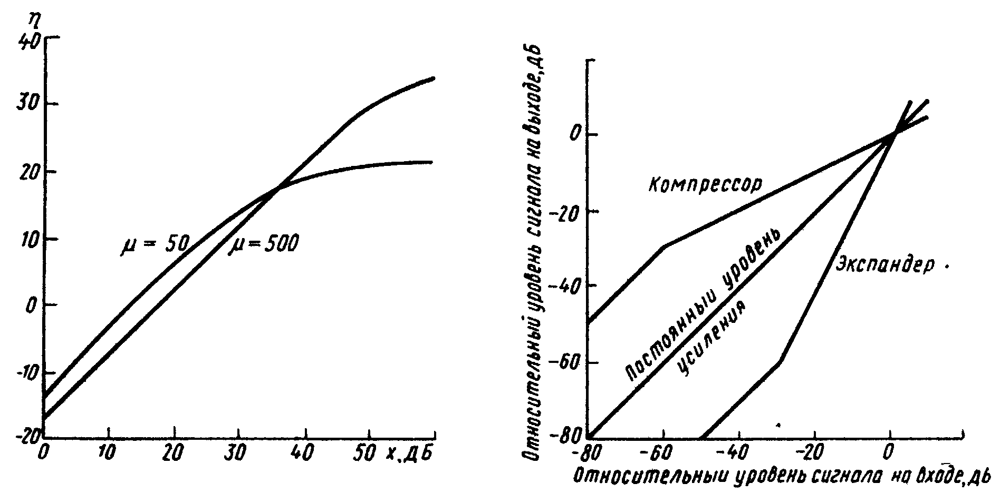 η
40
30
20
10
0
-10
-20
0 10 20 30 40 50 x, дБ
μ = 50
μ = 500
Относительный уровень сигнала на выходе, дБ
0
-20
-40
-60
-80
-80 -60 -40 -20 0
Компрессор
Постоянный уровень
усиления
Экспандер
Относительный уровень сигнала на входе, дБ